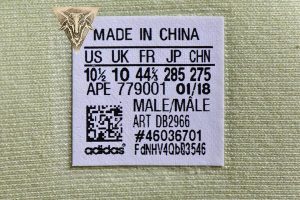 MADE IN CHINA
US UK FR JP CHN
10½ 10 44⅔ 285 275
APE 779001 01/18
MALE/MÂLE
ART DB2966
#46036701
adidas FdNHV4QbQ3546